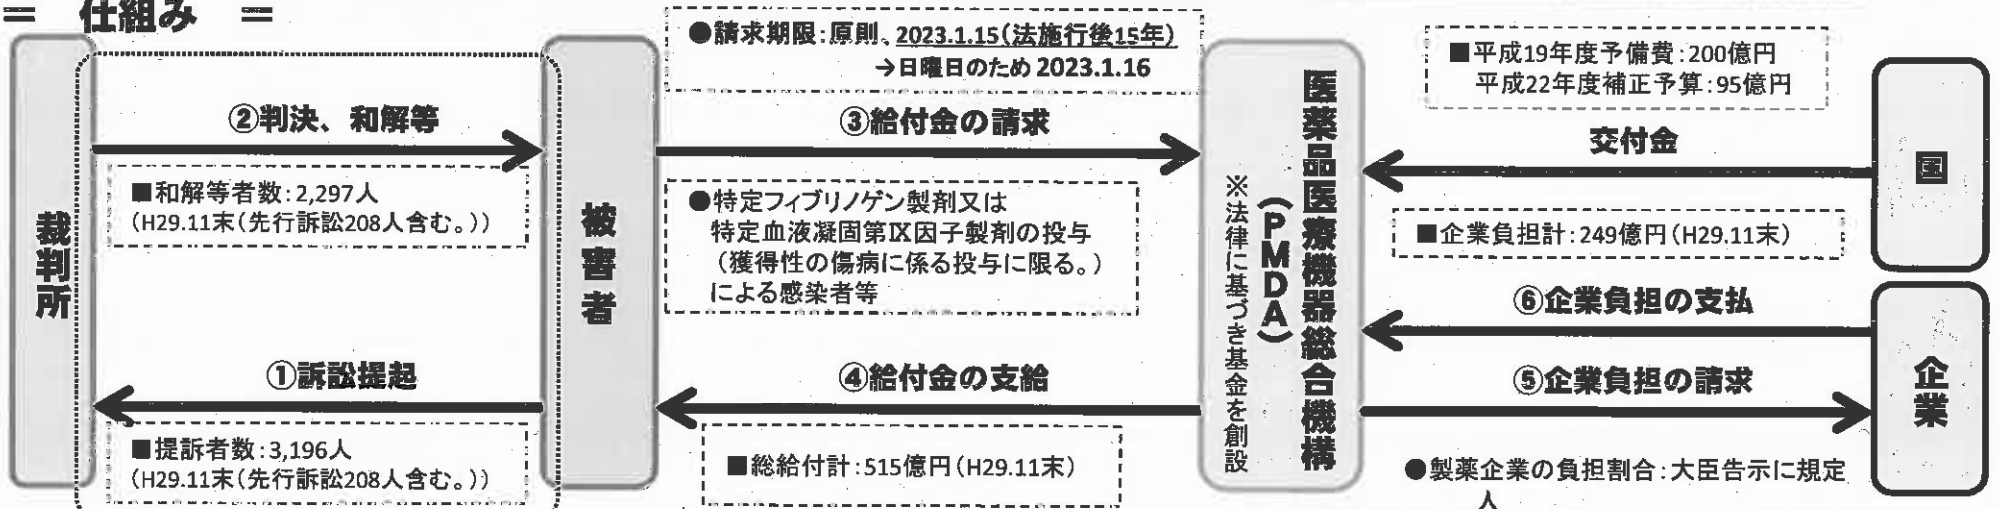 ＝　仕組み　＝
裁判所
②判決、和解等
■和解等者数：2,297人
（H29.11末（先行訴訟208人含む。））
①訴訟提起
■提訴者数：3,196人
（H29.11末（先行訴訟208人含む。））
被害者
●請求期限：原則、2023.1.15（法施行後15年）
→日曜日のため 2023.1.16
③給付金の請求
●特定フィブリノゲン製剤又は
特定血液凝固第Ⅸ因子製剤の投与
（獲得性の傷病に係る投与に限る。）
による感染者等
④給付金の支給
■総給付計：515億円（H29.11末）
医薬品医療機器総合機構
（ＰＭＤＡ）
※法律に基づき基金を創設
■平成19年度予備費：200億円
平成22年度補正予算：95億円
交付金
■企業負担計：249億円（H29.11末）
⑥企業負担の支払
⑤企業負担の請求
●製薬企業の負担割合：大臣告示に規定
国
企業